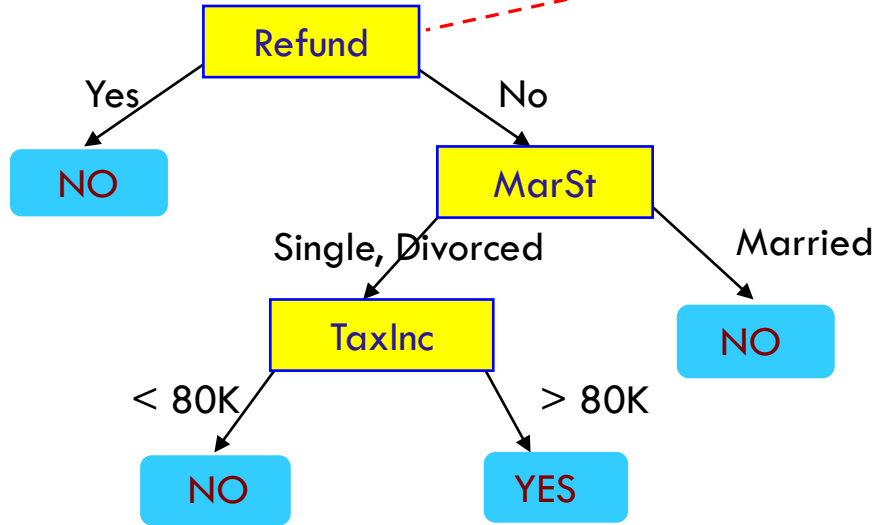 Refund
Yes
No
NO
MarSt
Single, Divorced
Married
TaxInc
NO
< 80K
> 80K
NO
YES